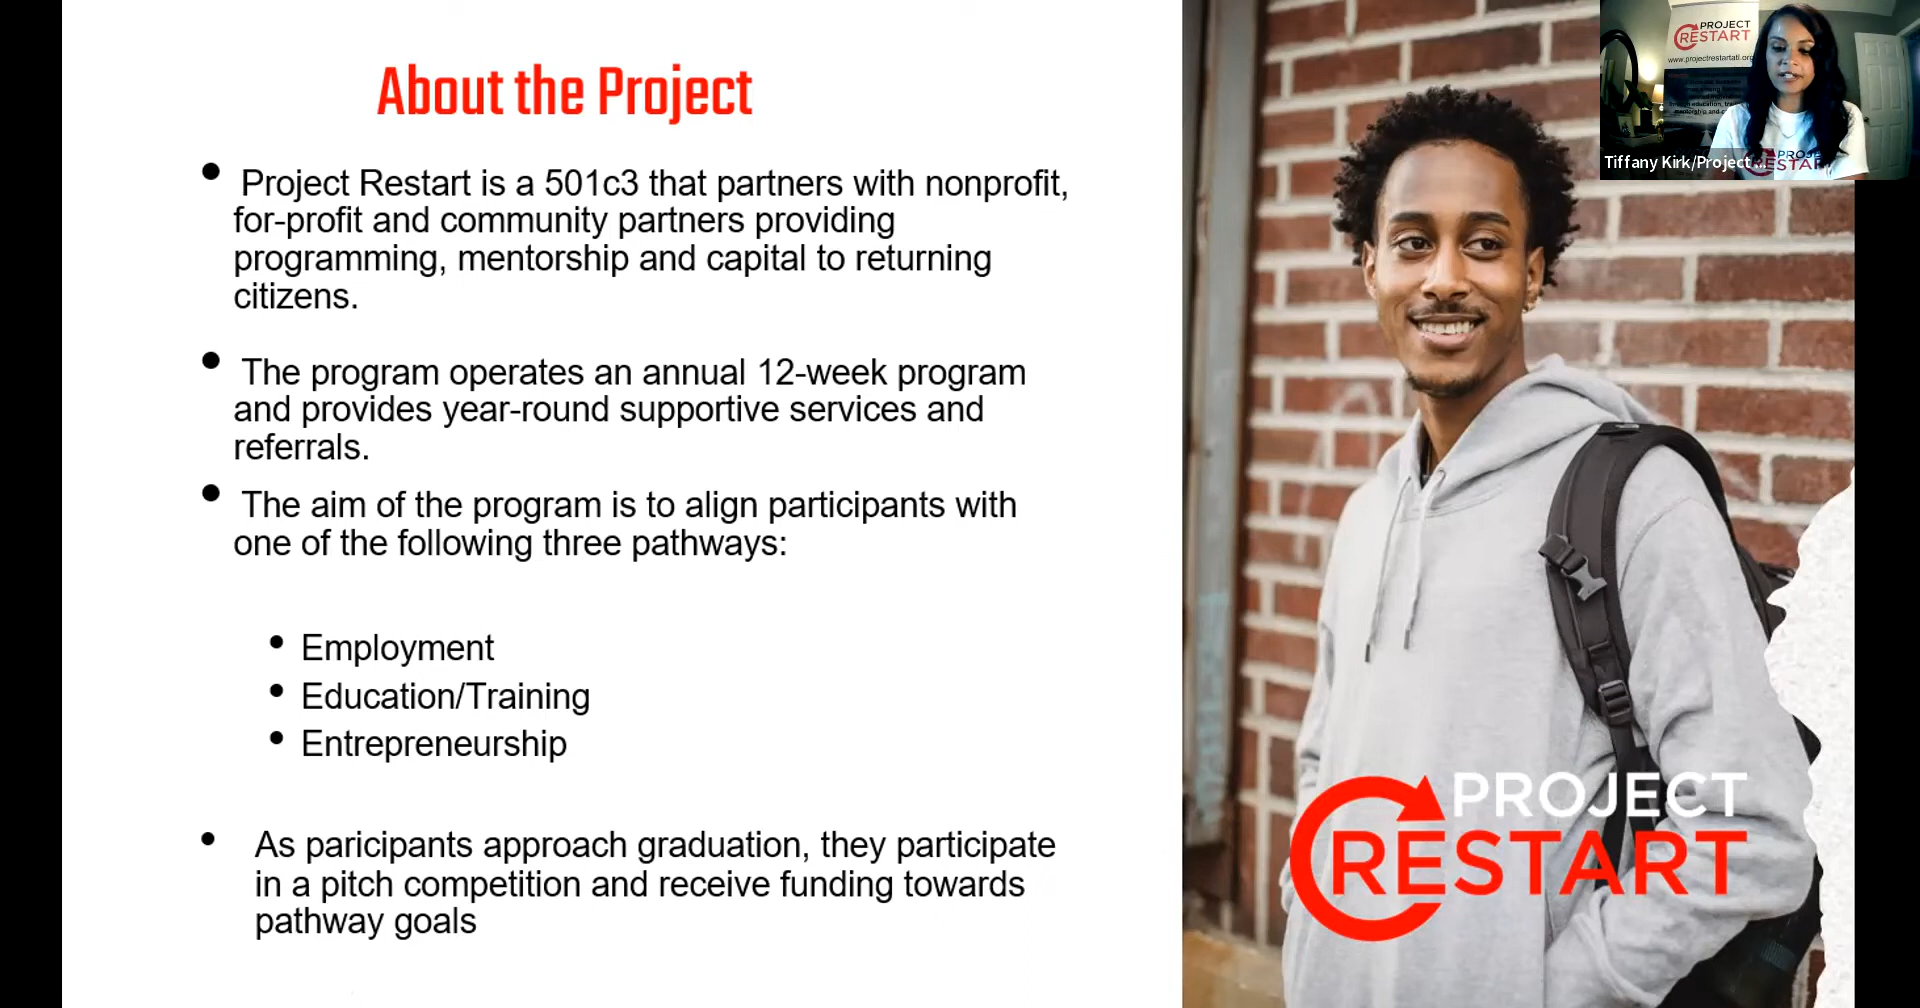 About the Project
• Project Restart is a 501c3 that partners with nonprofit,
for-profit and community partners providing
programming, mentorship and capital to returning
citizens.
• The program operates an annual 12-week program
and provides year-round supportive services and
referrals.
• The aim of the program is to align participants with
one of the following three pathways:
• Employment
• Education/Training
• Entrepreneurship
• As paricipants approach graduation, they participate
in a pitch competition and receive funding towards
pathway goals
PROJECT
RESTART
www.projectrestartatl.org
Tiffany Kirk/Project ...
PROJE
RESTAR
PROJECT
RESTART